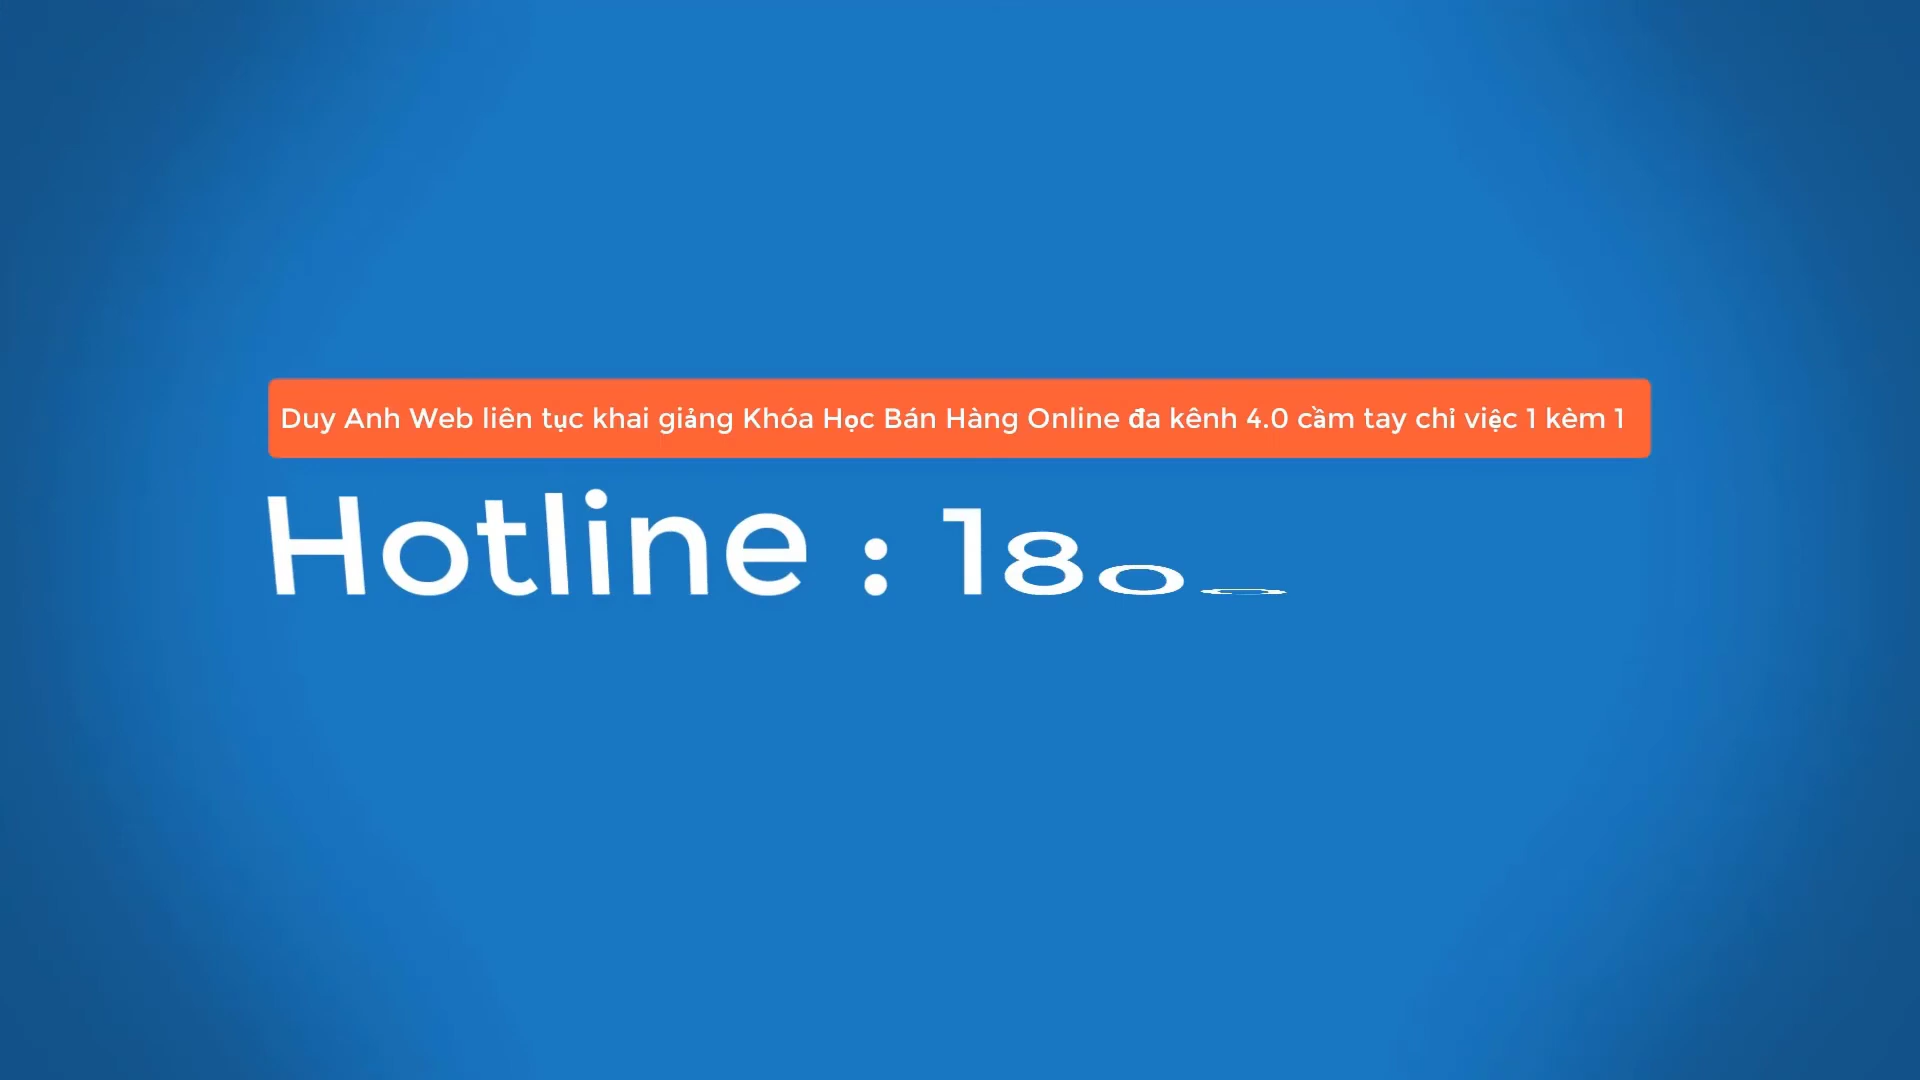 Duy Anh Web liên tục khai giảng Khóa Học Bán Hàng Online đa kênh 4.0 cầm tay chỉ việc 1 kèm 1
Hotline : 180